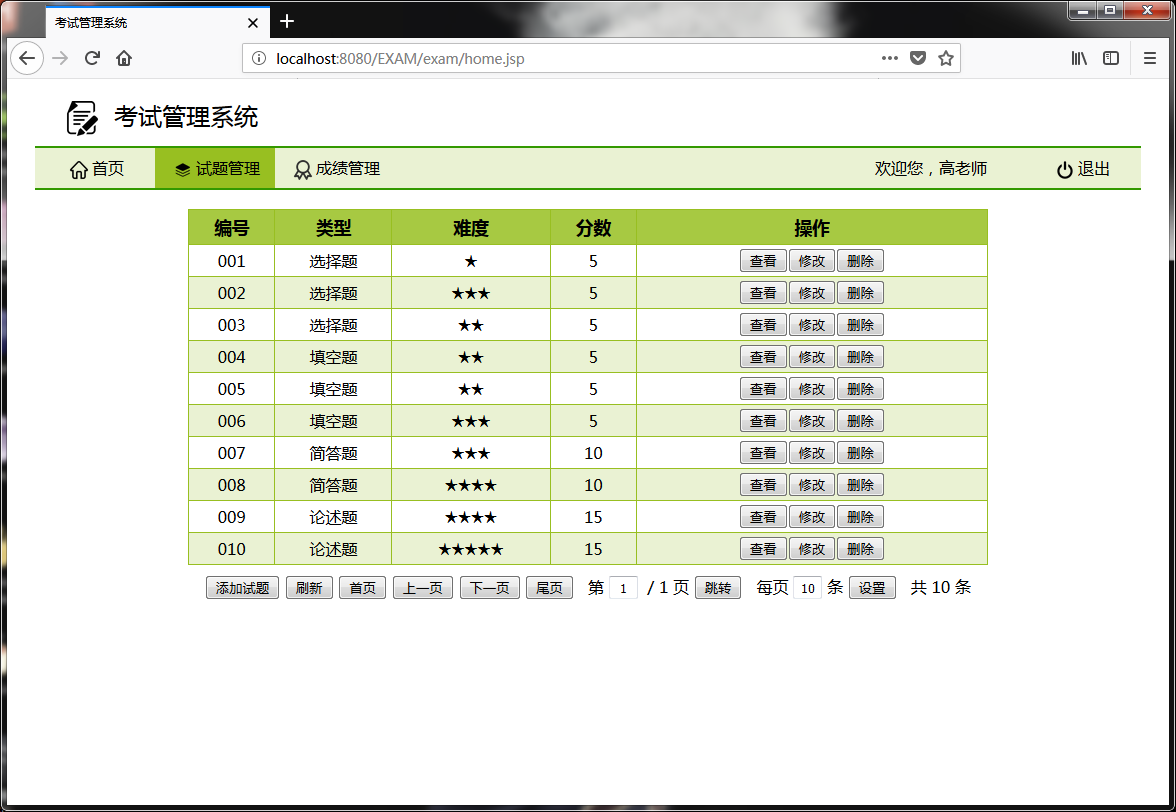 考试管理系统
localhost:8080/EXAM/exam/home.jsp
考试管理系统
首页 试题管理 成绩管理 欢迎您，高老师 退出
编号 类型 难度 分数 操作
001 选择题 ★ 5 查看 修改 删除
002 选择题 ★★★ 5 查看 修改 删除
003 选择题 ★★ 5 查看 修改 删除
004 填空题 ★★ 5 查看 修改 删除
005 填空题 ★★ 5 查看 修改 删除
006 填空题 ★★★ 5 查看 修改 删除
007 简答题 ★★★ 10 查看 修改 删除
008 简答题 ★★★★ 10 查看 修改 删除
009 论述题 ★★★★ 15 查看 修改 删除
010 论述题 ★★★★★ 15 查看 修改 删除
添加试题 刷新 首页 上一页 下一页 尾页 第 1 / 1 页 跳转 每页 10 条 设置 共 10 条